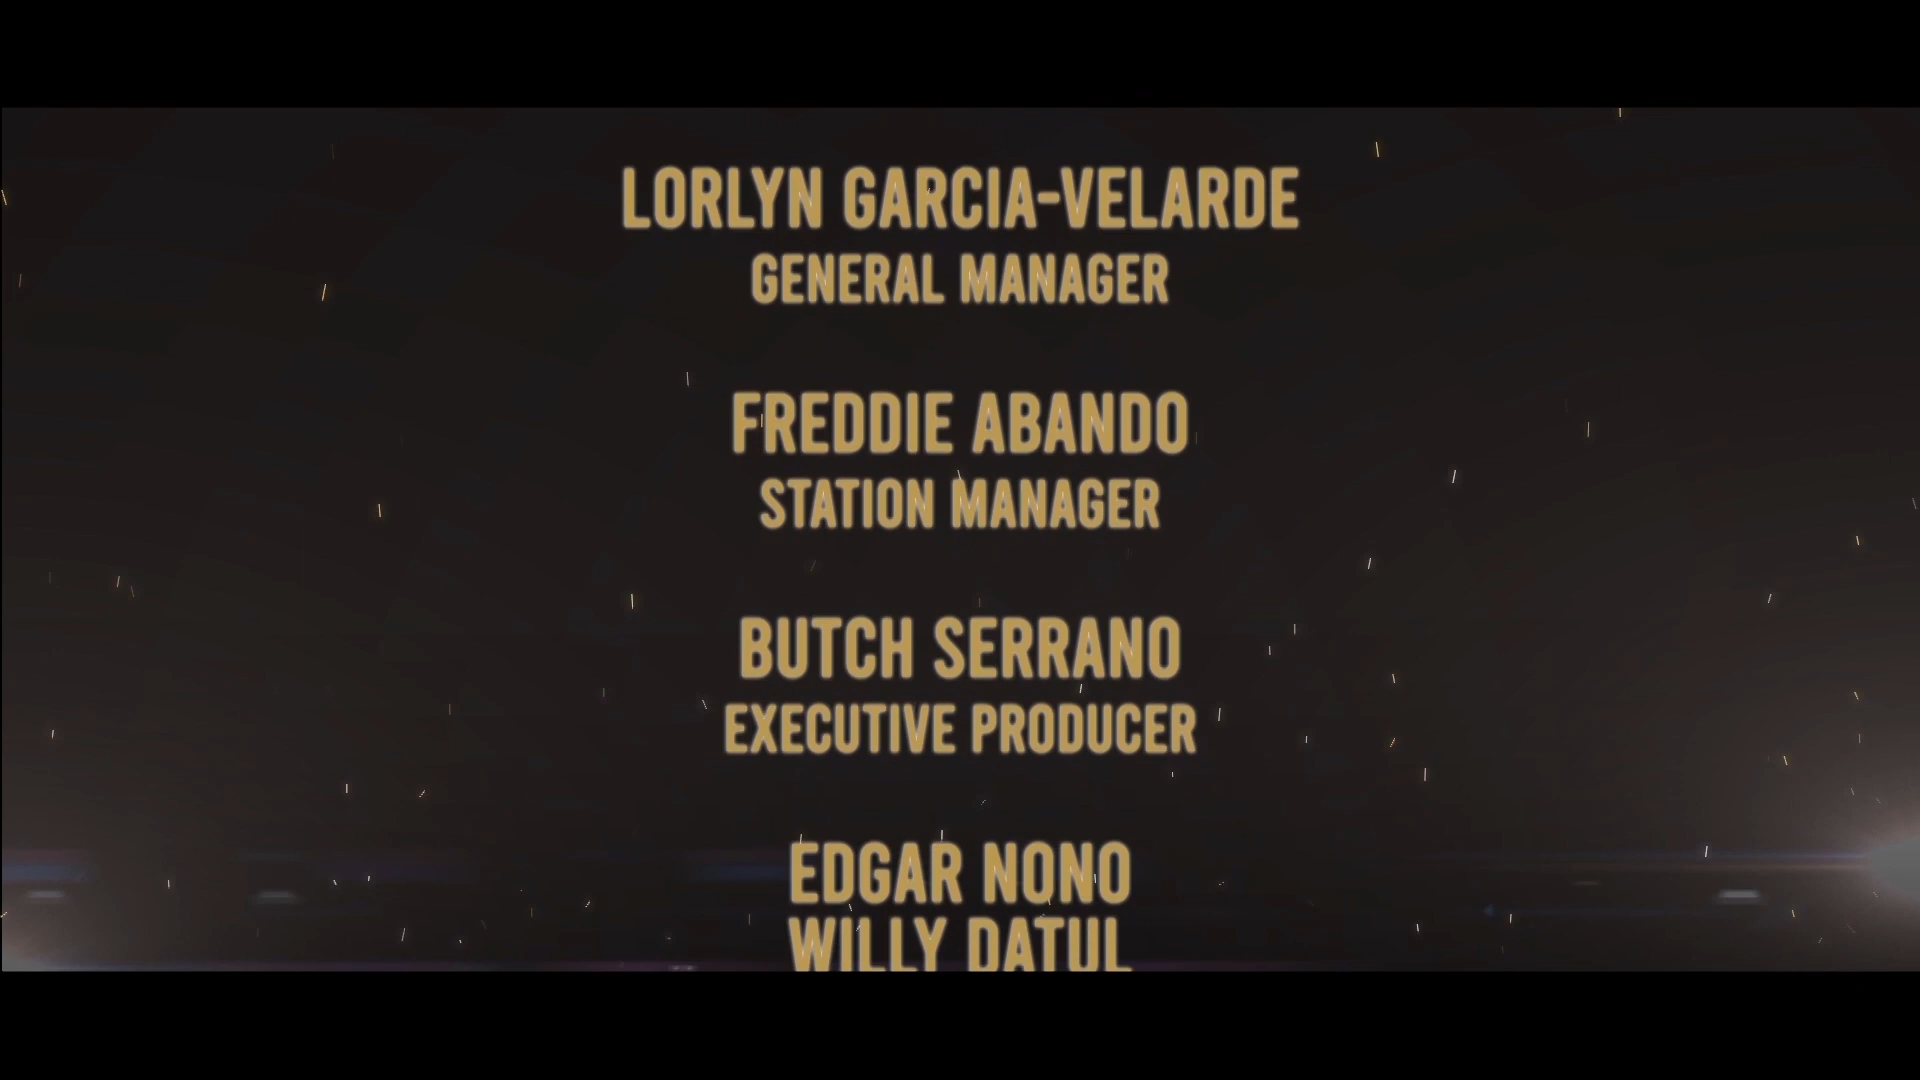 LORLYN GARCIA-VELARDE
GENERAL MANAGER
FREDDIE ABANDO
STATION MANAGER
BUTCH SERRANO
EXECUTIVE PRODUCER
EDGAR NONO
WILLY DATUL